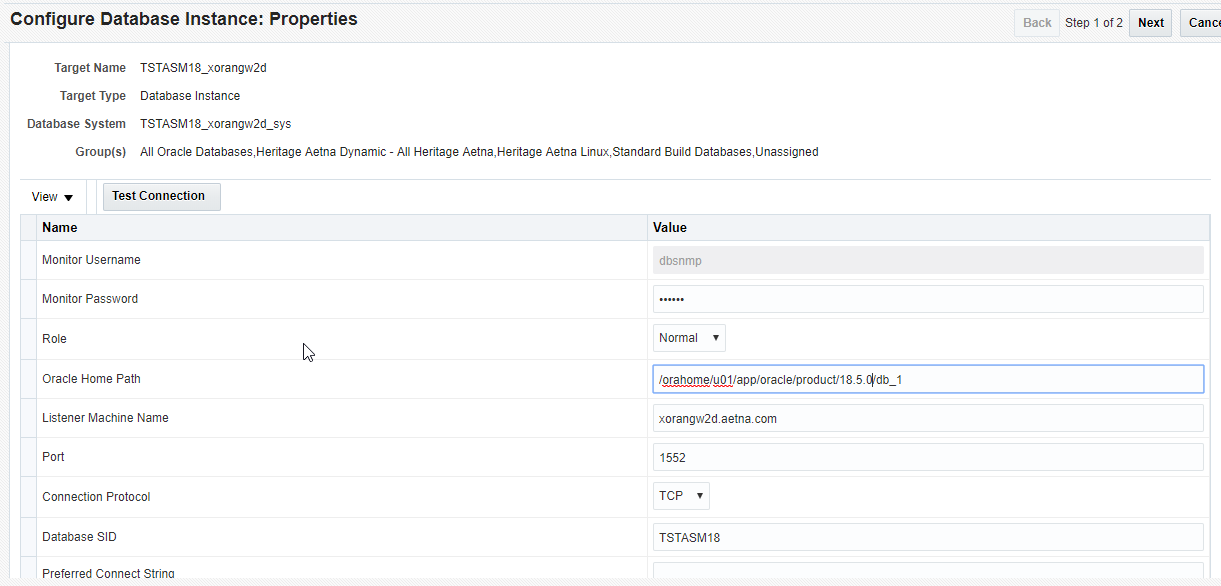 Configure Database Instance: Properties
Back Step 1 of 2 Next Cance
Target Name TSTASM18_xorangw2d
Target Type Database Instance
Database System TSTASM18_xorangw2d_sys
Group(s) All Oracle Databases,Heritage Aetna Dynamic - All Heritage Aetna,Heritage Aetna Linux,Standard Build Databases,Unassigned
View Test Connection
Name Value
Monitor Username dbsnmp
Monitor Password ••••••
Role Normal
Oracle Home Path /orahome/u01/app/oracle/product/18.5.0/db_1
Listener Machine Name xorangw2d.aetna.com
Port 1552
Connection Protocol TCP
Database SID TSTASM18
Preferred Connect String